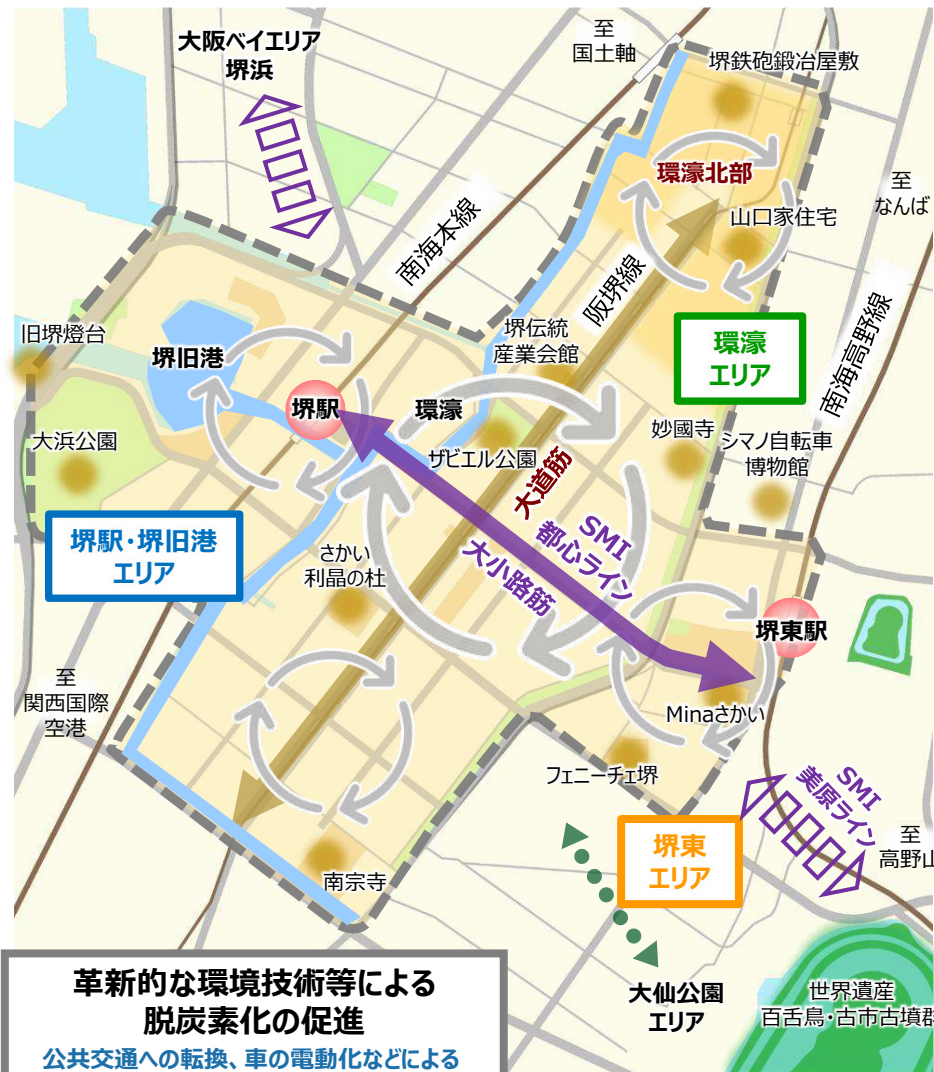 大阪ベイエリア
堺浜
至
国土軸
堺鉄砲鍛冶屋敷
環濠北部
至
なんば
山口家住宅
南海本線
阪堺線
南海高野線
旧堺燈台
堺旧港
堺伝統
産業会館
環濠
エリア
堺駅
環濠
大浜公園
ザビエル公園
妙國寺
シマノ自転車
博物館
大道筋
SMI
都心ライン
大小路筋
堺駅・堺旧港
エリア
さかい
利晶の杜
堺東駅
至
関西国際
空港
Minaさかい
フェニーチェ堺
SMI
美原ライン
至
高野山
堺東
エリア
南宗寺
大仙公園
エリア
世界遺産
百舌鳥・古市古墳群
革新的な環境技術等による
脱炭素化の促進
公共交通への転換、車の電動化などによる